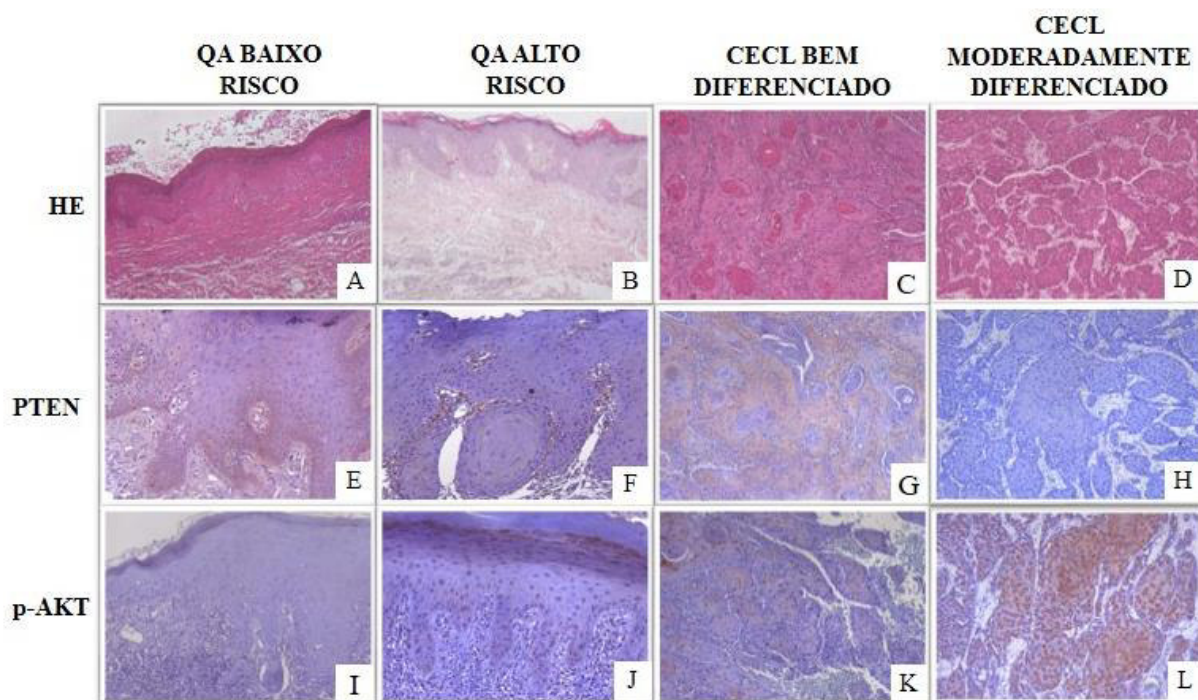 QA BAIXO
RISCO
QA ALTO
RISCO
CECL BEM
DIFERENCIADO
CECL
MODERADAMENTE
DIFERENCIADO
HE
A
B
C
D
PTEN
E
F
G
H
p-AKT
I
J
K
L